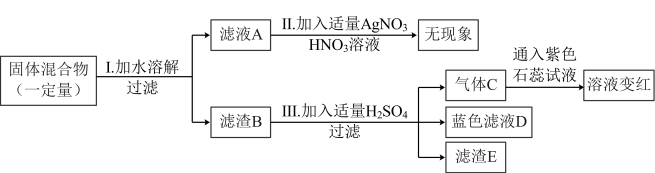 固体混合物
（一定量）
I.加水溶解
过滤
滤液A
II.加入适量AgNO₃
HNO₃溶液
无现象
滤渣B
III.加入适量H₂SO₄
过滤
气体C
通入紫色
石蕊试液
溶液变红
蓝色滤液D
滤渣E